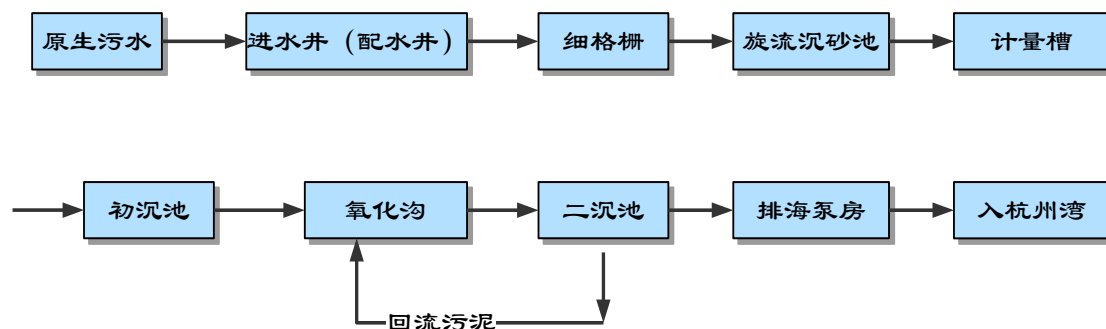 原生污水
进水井（配水井）
细格栅
旋流沉砂池
计量槽
初沉池
氧化沟
二沉池
排海泵房
入杭州湾
回流污泥